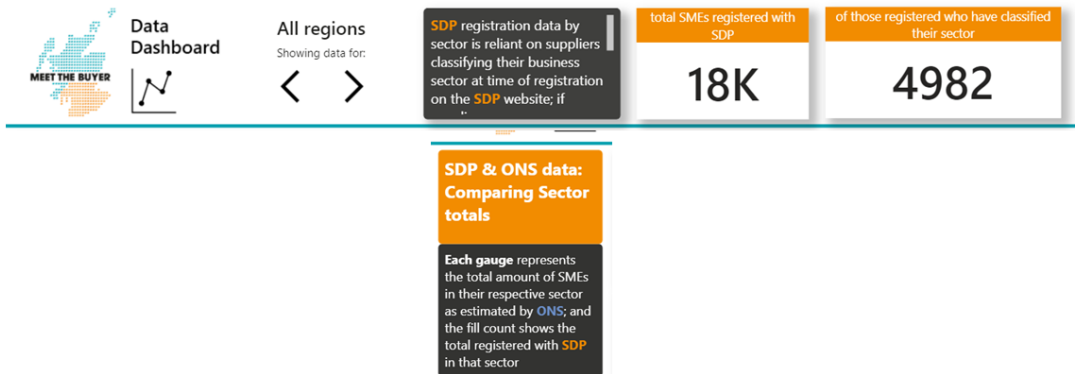 MEET THE BUYER
Data
Dashboard
All regions
Showing data for:
SDP registration data by
sector is reliant on suppliers
classifying their business
sector at time of registration
on the SDP website; if
total SMEs registered with
SDP
18K
of those registered who have classified
their sector
4982
SDP & ONS data:
Comparing Sector
totals
Each gauge represents
the total amount of SMEs
in their respective sector
as estimated by ONS; and
the fill count shows the
total registered with SDP
in that sector